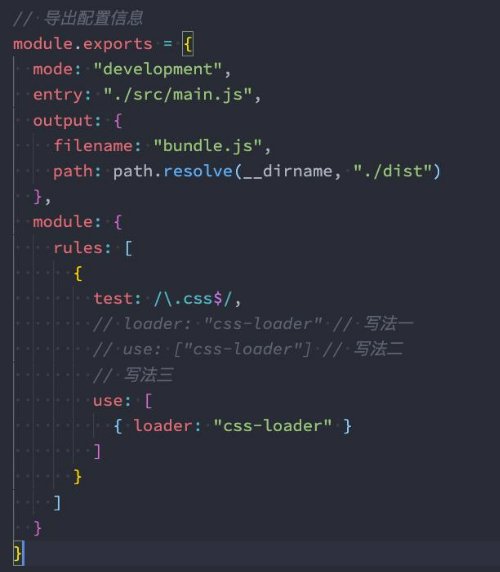 // 导出配置信息
module.exports = {
  mode: "development",
  entry: "./src/main.js",
  output: {
    filename: "bundle.js",
    path: path.resolve(__dirname, "./dist")
  },
  module: {
    rules: [
      {
        test: /\.css$/,
        // loader: "css-loader" // 写法一
        // use: ["css-loader"] // 写法二
        // 写法三
        use: [
          { loader: "css-loader" }
        ]
      }
    ]
  }
}